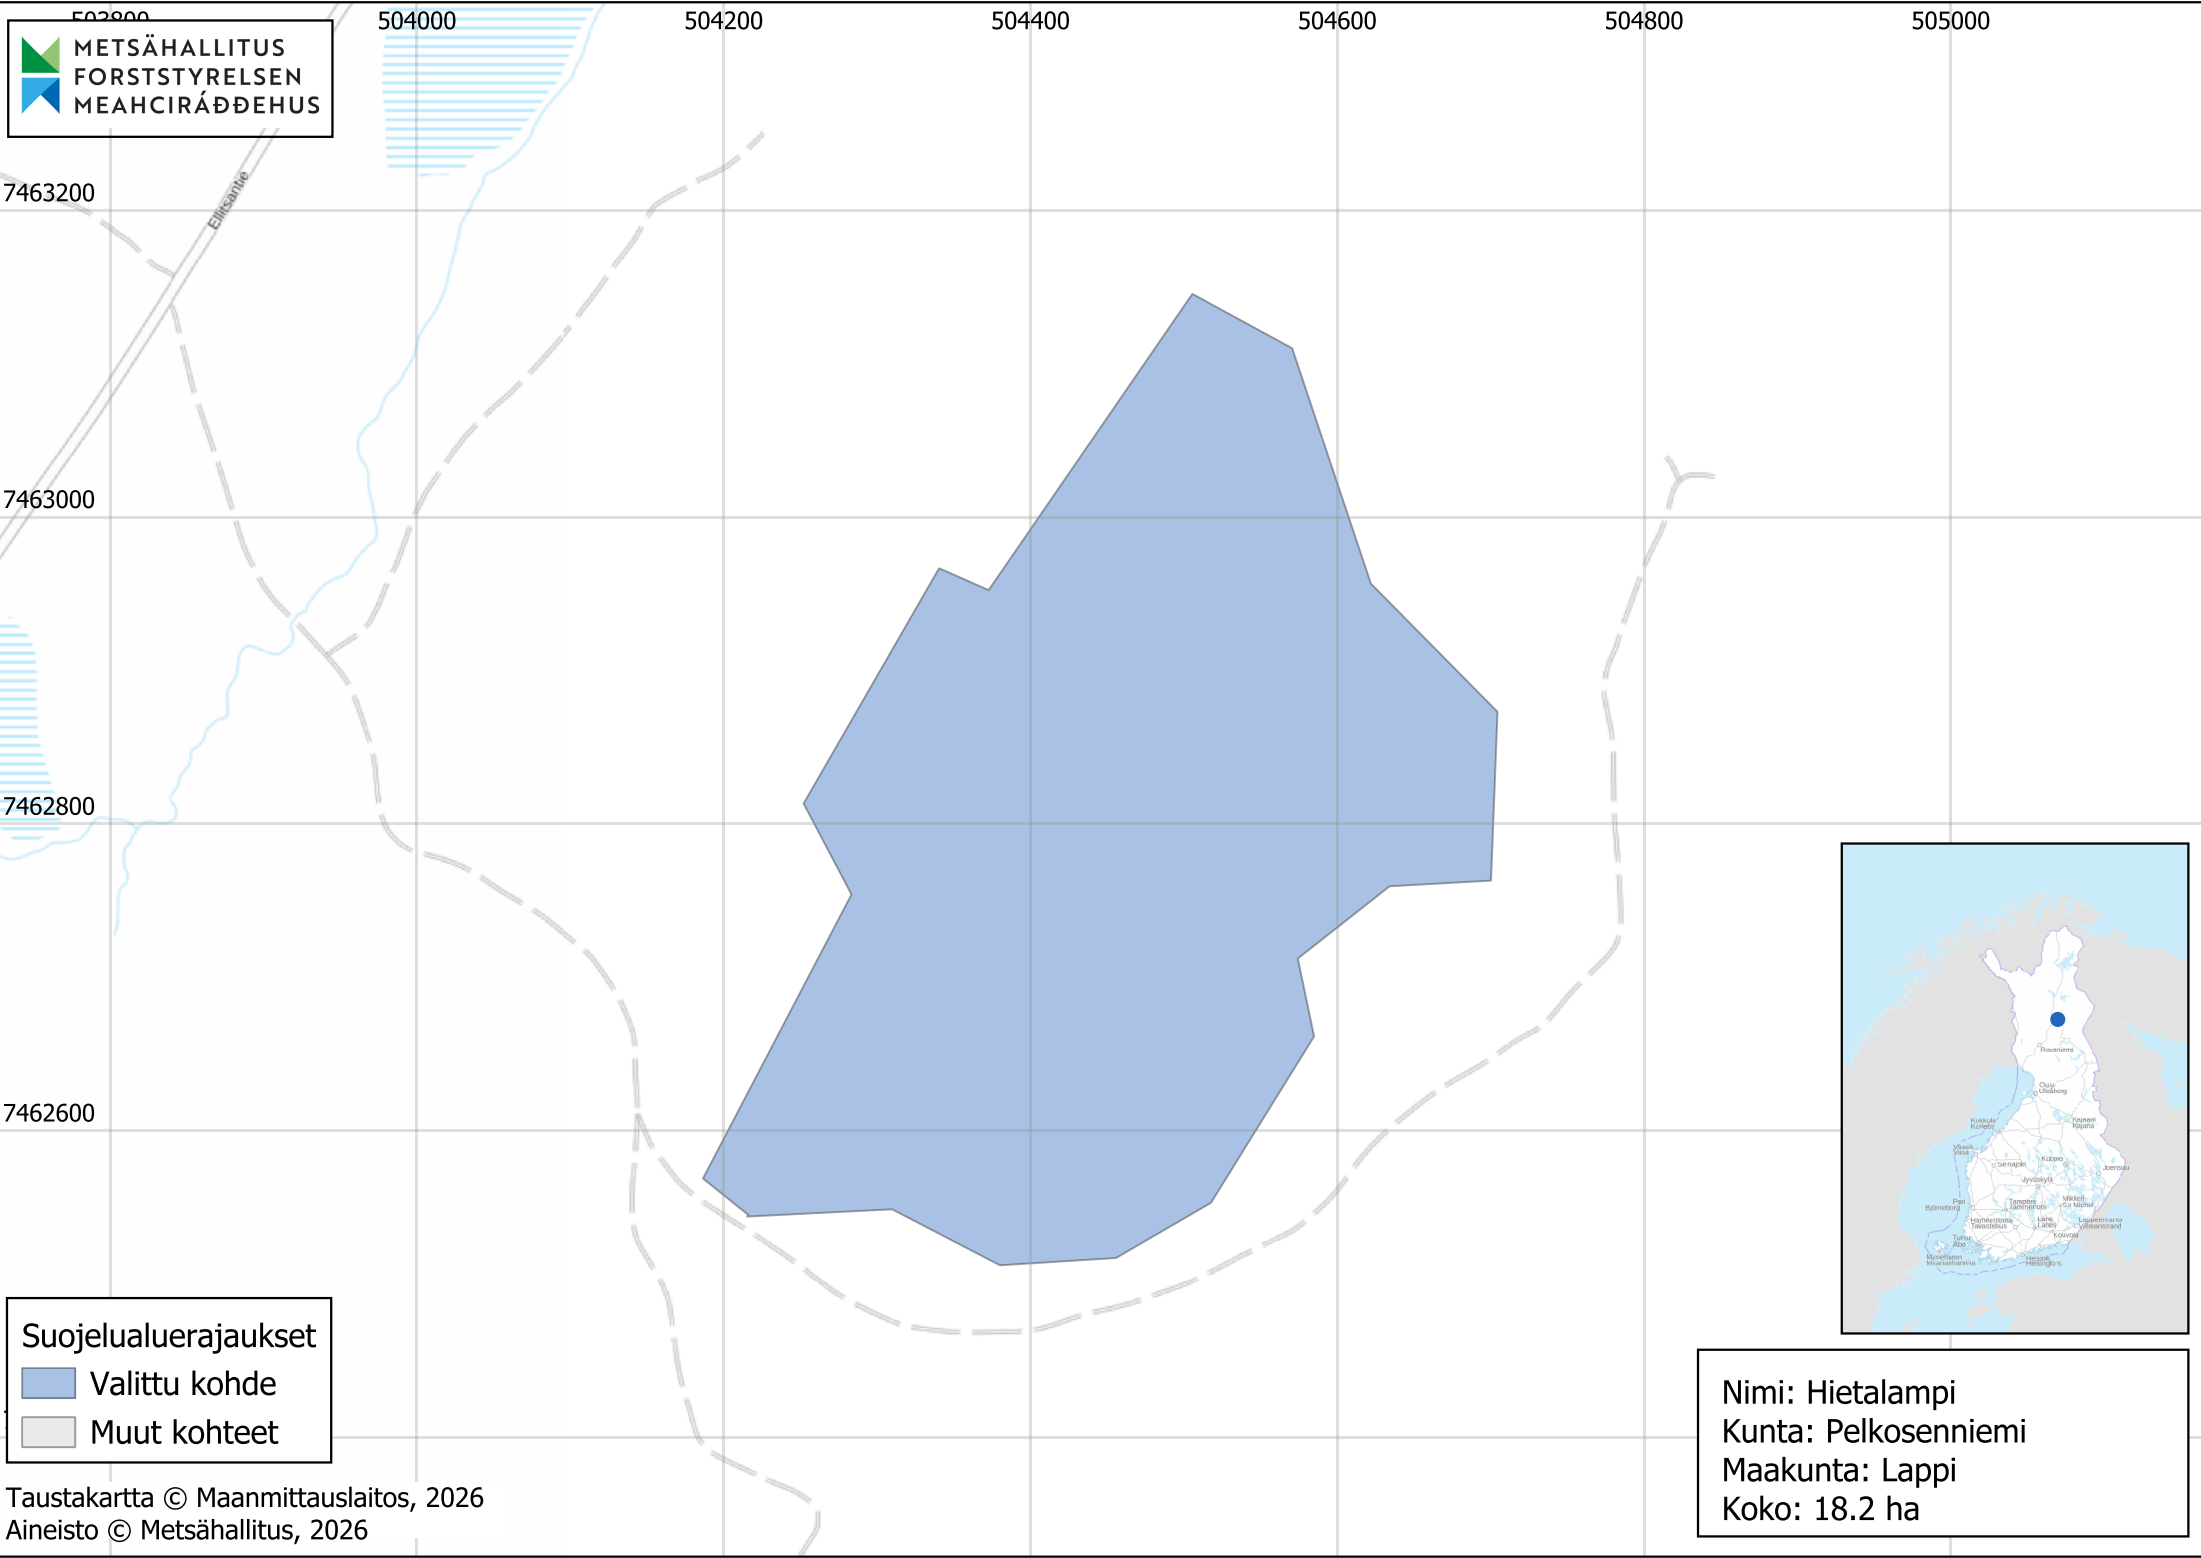 503800 504000 504200 504400 504600 504800 505000
METSÄHALLITUS
FORSTSTYRELSEN
MEAHCIRÁĐĐEHUS
7463200
Ellitsantie
7463000
7462800
7462600
Rovaniemi
Oulu
Uleåborg
Kokkola
Karleby
Kajaani
Kajana
Vaasa
Vasa
Seinäjoki
Kuopio
Joensuu
Jyväskylä
Pori
Björneborg
Tampere
Tammerfors
Mikkeli
S:t Michel
Hämeenlinna
Tavastehus
Lahti
Lahtis
Lappeenranta
Villmanstrand
Kouvola
Turku
Åbo
Helsinki
Helsingfors
Maarianhamina
Suojelualuerajaukset
Valittu kohde
Muut kohteet
Nimi: Hietalampi
Kunta: Pelkosenniemi
Maakunta: Lappi
Koko: 18.2 ha
Taustakartta © Maanmittauslaitos, 2026
Aineisto © Metsähallitus, 2026